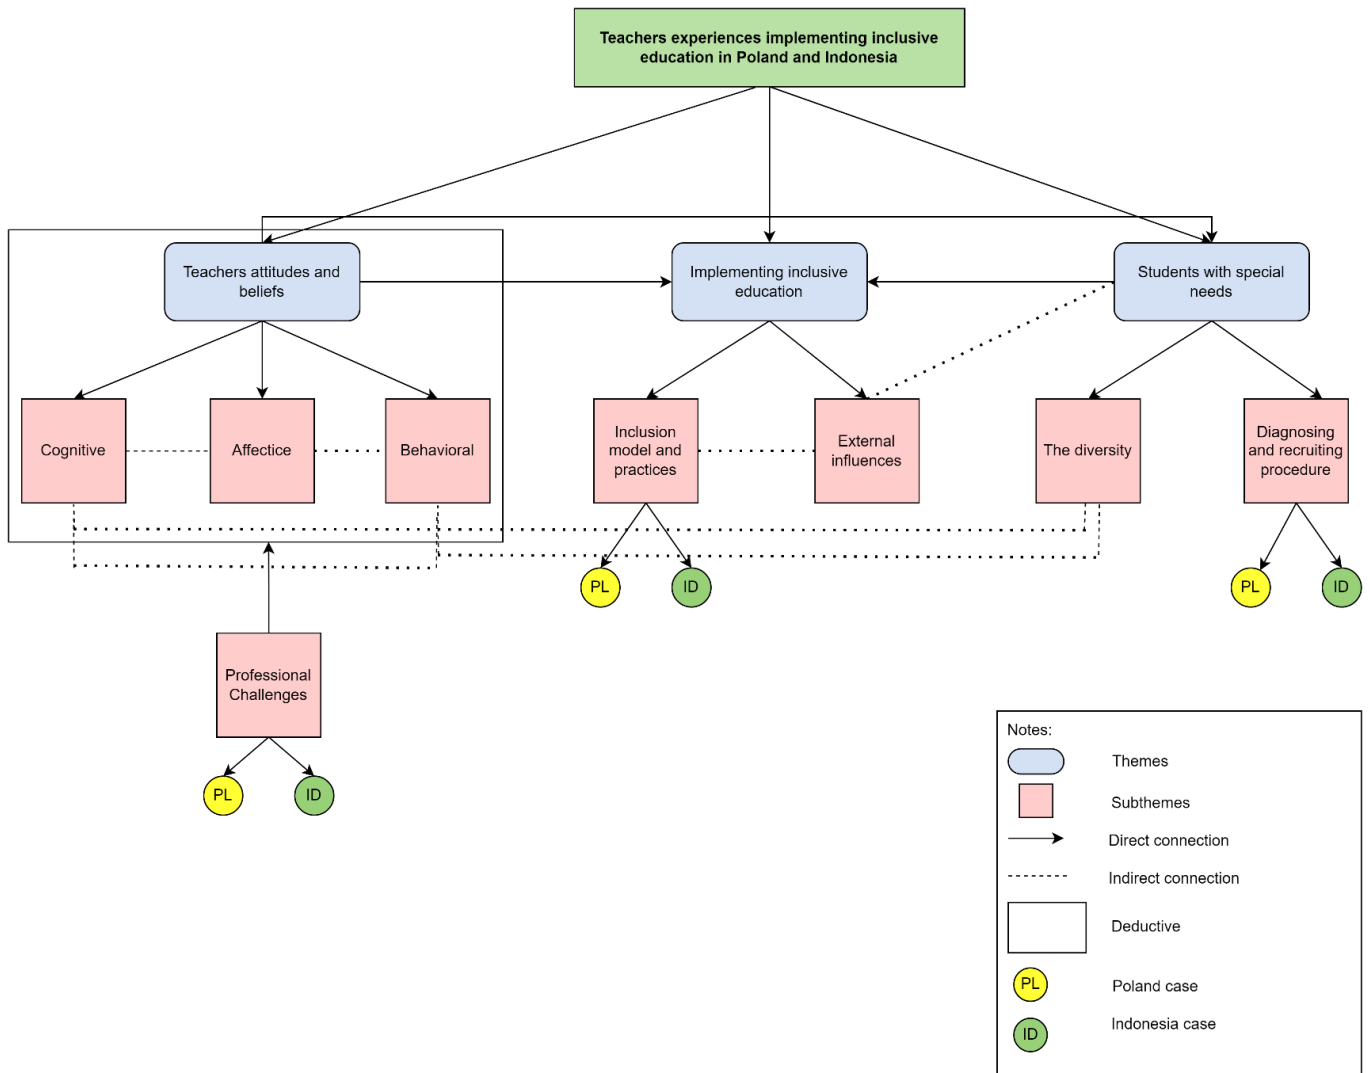 Teachers experiences implementing inclusive
education in Poland and Indonesia
Teachers attitudes and
beliefs
Implementing inclusive
education
Students with special
needs
Cognitive
Affectice
Behavioral
Inclusion
model and
practices
External
influences
The diversity
Diagnosing
and recruiting
procedure
PL
ID
PL
ID
Professional
Challenges
PL
ID
Notes:
Themes
Subthemes
Direct connection
Indirect connection
Deductive
PL
Poland case
ID
Indonesia case